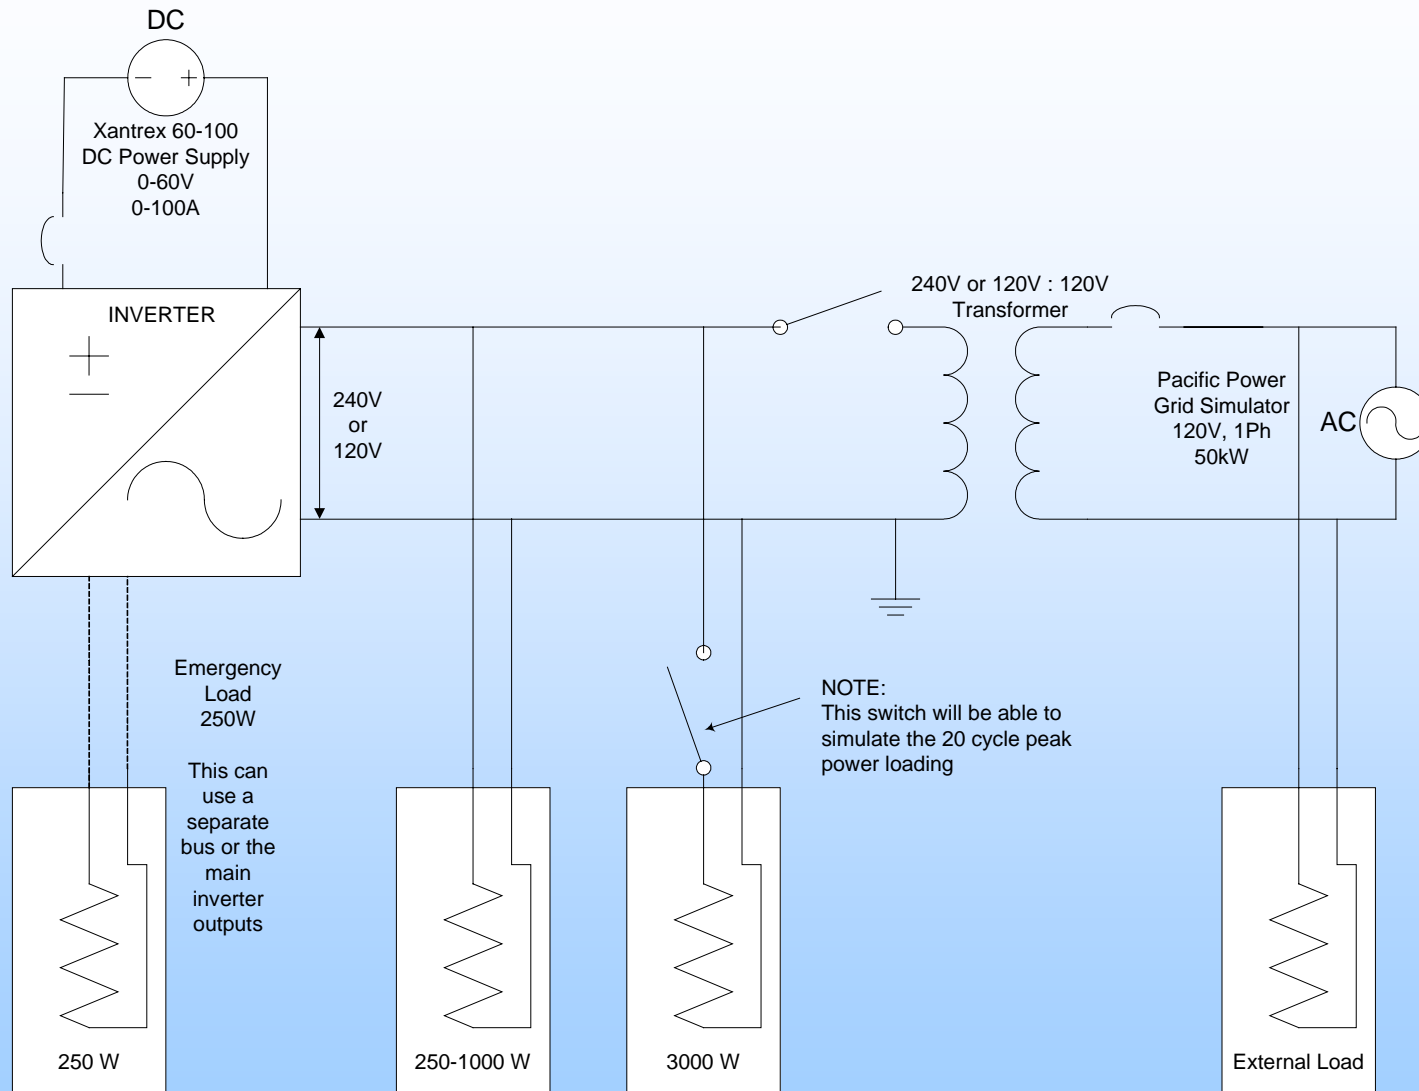 DC
Xantrex 60-100
DC Power Supply
0-60V
0-100A
INVERTER
240V
or
120V
240V or 120V : 120V
Transformer
Pacific Power
Grid Simulator
120V, 1Ph
50kW
AC
Emergency
Load
250W
This can
use a
separate
bus or the
main
inverter
outputs
NOTE:
This switch will be able to
simulate the 20 cycle peak
power loading
250 W
250-1000 W
3000 W
External Load